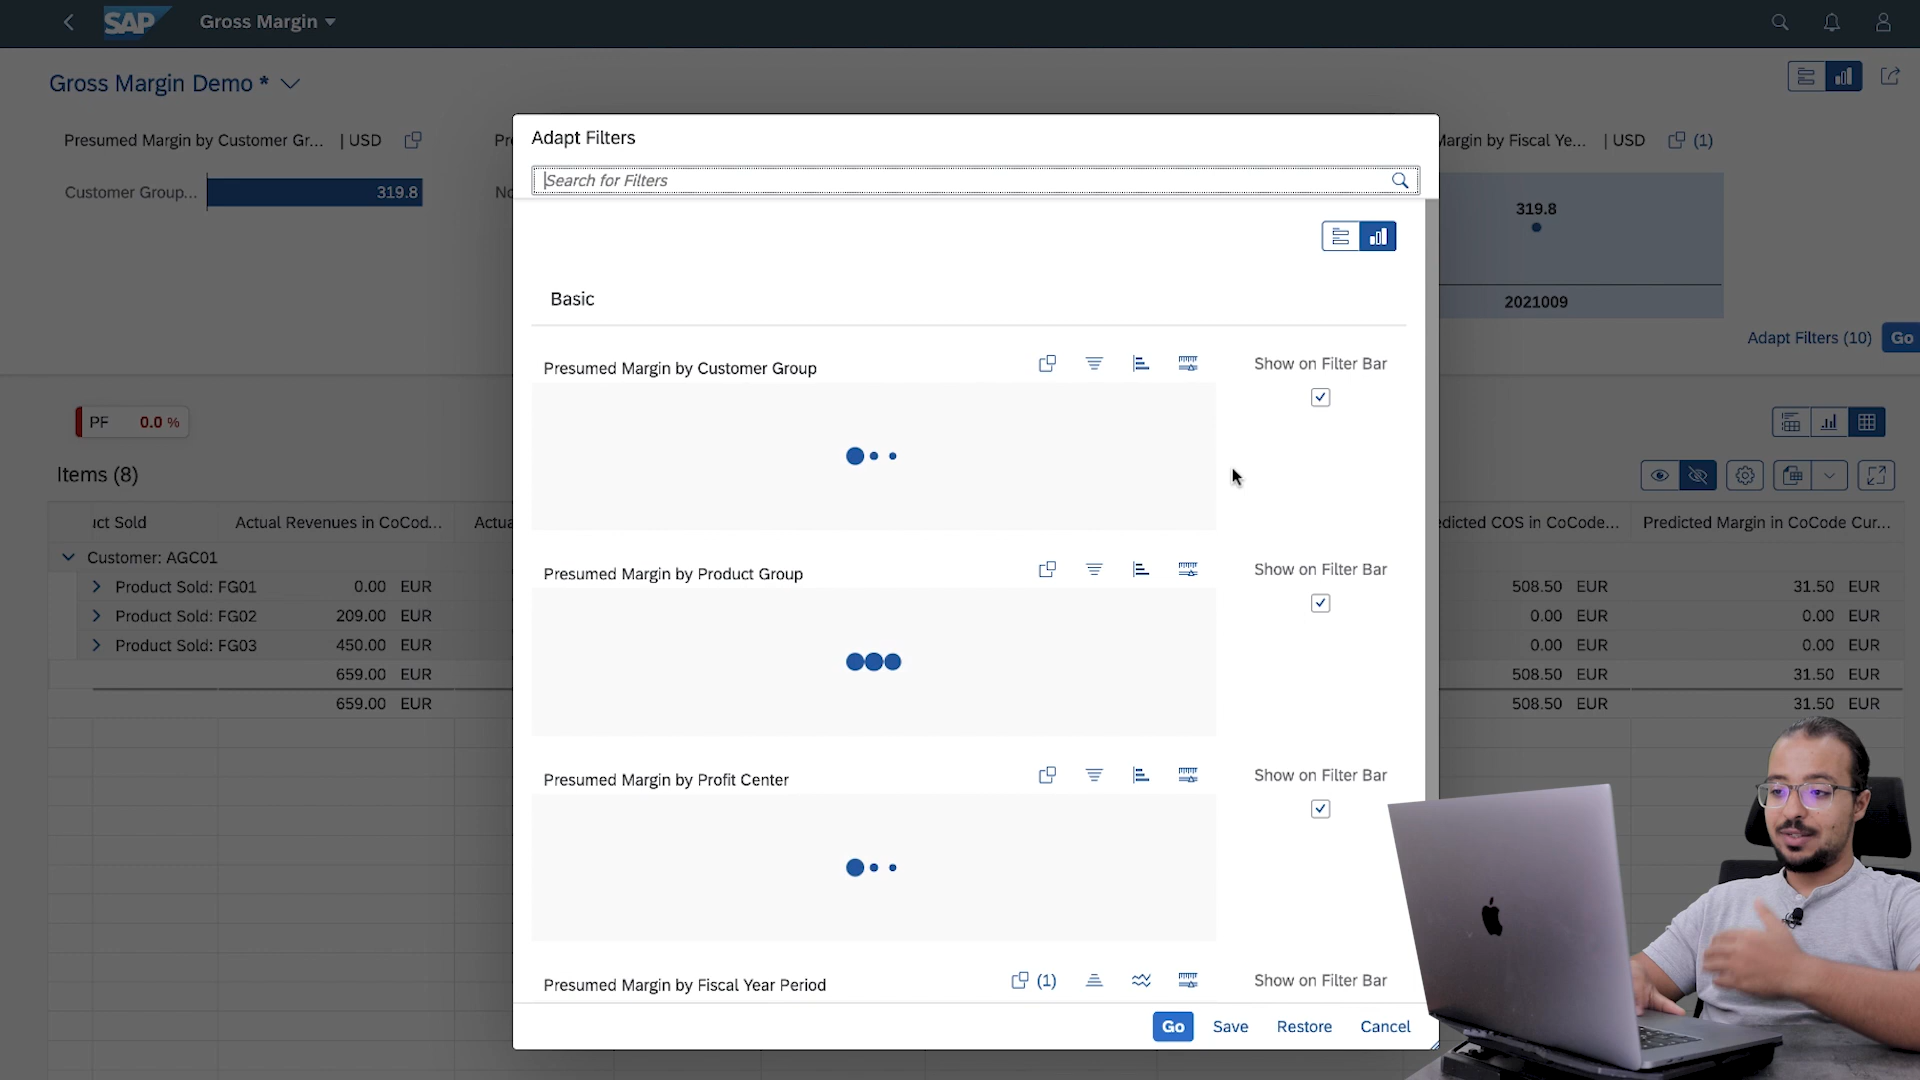 SAP Gross Margin
Gross Margin Demo *
Presumed Margin by Customer Gr... | USD
Customer Group... 319.8
Adapt Filters
Search for Filters
Basic
Presumed Margin by Customer Group
Show on Filter Bar
Presumed Margin by Product Group
Show on Filter Bar
Presumed Margin by Profit Center
Show on Filter Bar
Presumed Margin by Fiscal Year Period (1)
Show on Filter Bar
Go Save Restore Cancel
Margin by Fiscal Ye... | USD (1)
319.8
2021009
Adapt Filters (10) Go
PF 0.0 %
Items (8)
uct Sold Actual Revenues in CoCod... Actua edicted COS in CoCode... Predicted Margin in CoCode Cur...
Customer: AGC01
Product Sold: FG01 0.00 EUR 508.50 EUR 31.50 EUR
Product Sold: FG02 209.00 EUR 0.00 EUR 0.00 EUR
Product Sold: FG03 450.00 EUR 0.00 EUR 0.00 EUR
659.00 EUR 508.50 EUR 31.50 EUR
659.00 EUR 508.50 EUR 31.50 EUR